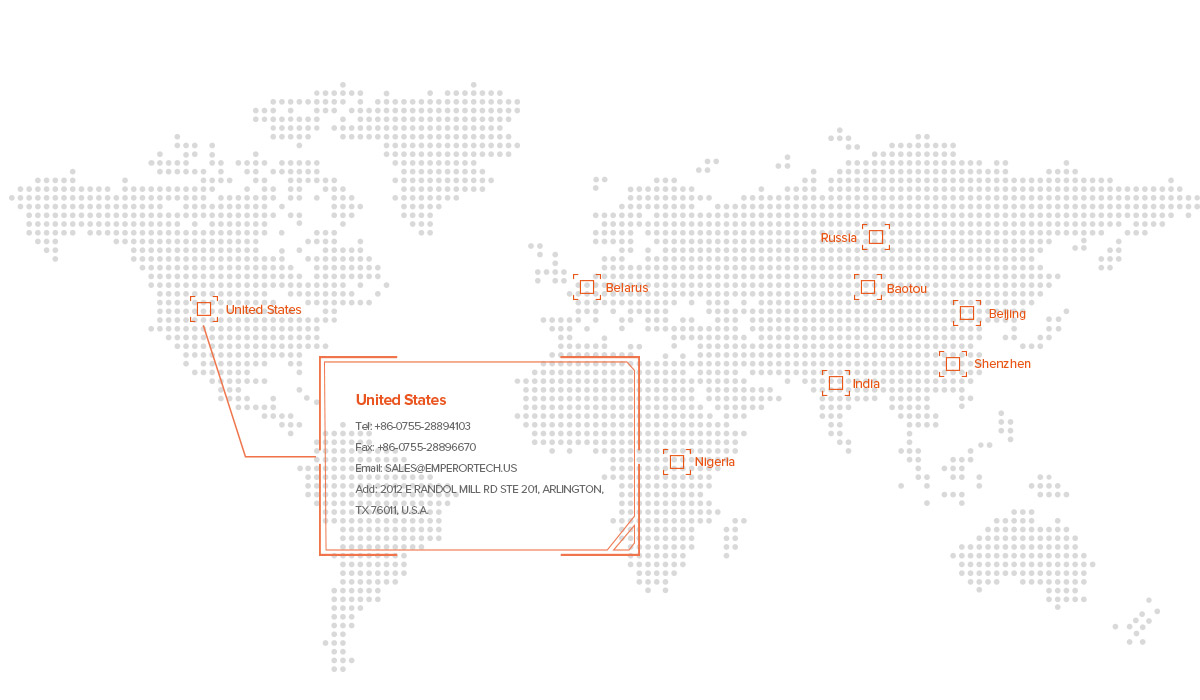 Russia
Belarus
Baotou
United States
Beijing
Shenzhen
India
United States
Tel: +86-0755-28894103
Fax: +86-0755-28896670
Email: SALES@EMPERORTECH.US
Add: 2012 E RANDOL MILL RD STE 201, ARLINGTON,
TX 76011, U.S.A.
Nigeria